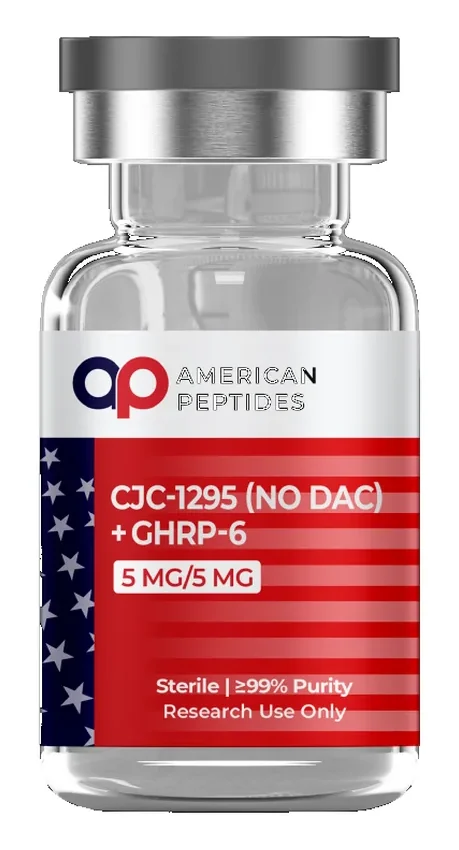 ap AMERICAN
PEPTIDES
CJC-1295 (NO DAC)
+ GHRP-6
5 MG/5 MG
Sterile | ≥99% Purity
Research Use Only